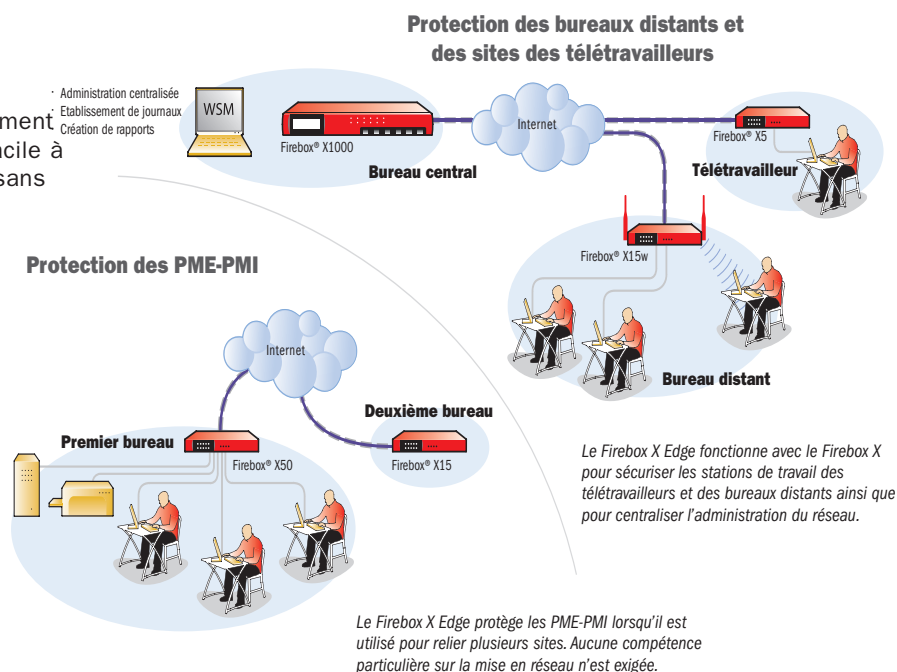 Protection des bureaux distants et
des sites des télétravailleurs
· Administration centralisée
· Etablissement de journaux
· Création de rapports
ment
cile à
sans
WSM
Firebox® X1000
Bureau central
Internet
Firebox® X5
Télétravailleur
Firebox® X15w
Bureau distant
Le Firebox X Edge fonctionne avec le Firebox X
pour sécuriser les stations de travail des
télétravailleurs et des bureaux distants ainsi que
pour centraliser l’administration du réseau.
Protection des PME-PMI
Internet
Premier bureau
Firebox® X50
Deuxième bureau
Firebox® X15
Le Firebox X Edge protège les PME-PMI lorsqu’il est
utilisé pour relier plusieurs sites. Aucune compétence
particulière sur la mise en réseau n’est exigée.